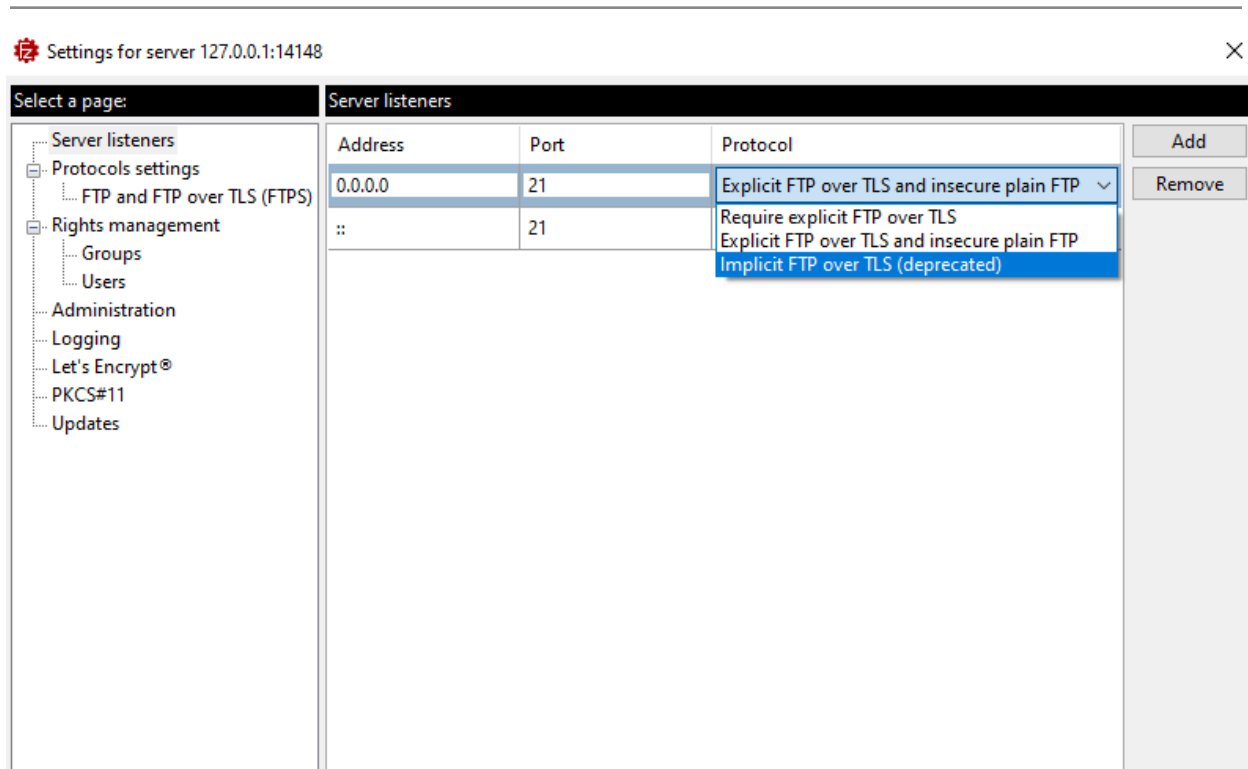 Settings for server 127.0.0.1:14148
Select a page:
Server listeners
Server listeners
Protocols settings
FTP and FTP over TLS (FTPS)
Rights management
Groups
Users
Administration
Logging
Let's Encrypt®
PKCS#11
Updates
Address Port Protocol
0.0.0.0 21 Explicit FTP over TLS and insecure plain FTP
:: 21
Require explicit FTP over TLS
Explicit FTP over TLS and insecure plain FTP
Implicit FTP over TLS (deprecated)
Add
Remove